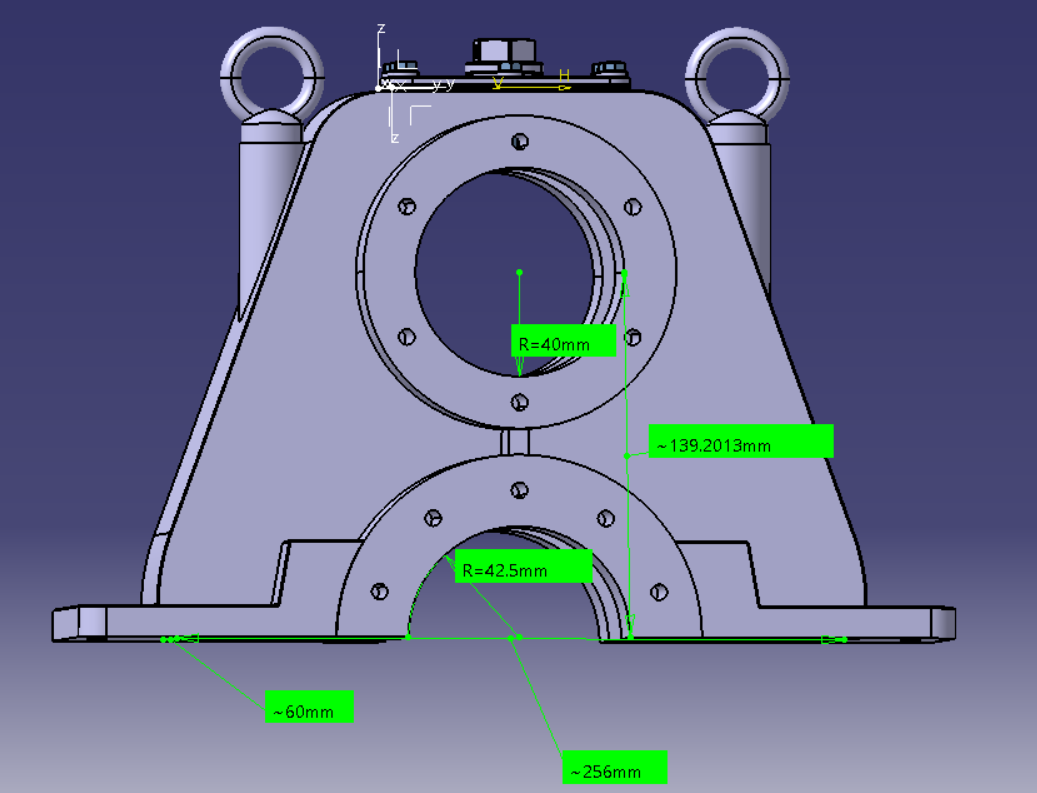 z
x x y y V H
z
R=40mm
~139.2013mm
R=42.5mm
~60mm
~256mm